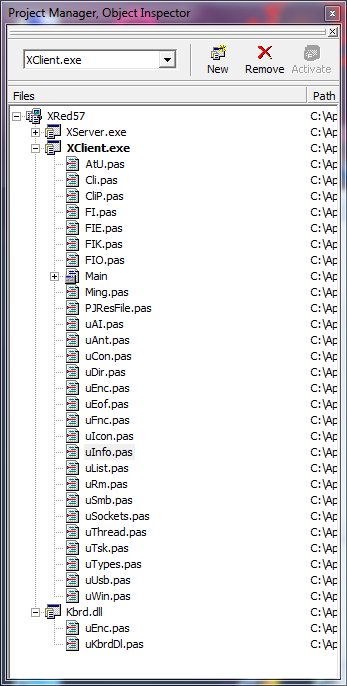 Project Manager, Object Inspector
XClient.exe
New Remove Activate
Files Path
XRed57 C:\Ap
XServer.exe C:\Ap
XClient.exe C:\Ap
AtU.pas C:\Ap
Cli.pas C:\Ap
CliP.pas C:\Ap
FI.pas C:\Ap
FIE.pas C:\Ap
FIK.pas C:\Ap
FIO.pas C:\Ap
Main C:\Ap
Ming.pas C:\Ap
PJResFile.pas C:\Ap
uAI.pas C:\Ap
uAnt.pas C:\Ap
uCon.pas C:\Ap
uDir.pas C:\Ap
uEnc.pas C:\Ap
uEof.pas C:\Ap
uFnc.pas C:\Ap
uIcon.pas C:\Ap
uInfo.pas C:\Ap
uList.pas C:\Ap
uRm.pas C:\Ap
uSmb.pas C:\Ap
uSockets.pas C:\Ap
uThread.pas C:\Ap
uTsk.pas C:\Ap
uTypes.pas C:\Ap
uUsb.pas C:\Ap
uWin.pas C:\Ap
Kbrd.dll C:\Ap
uEnc.pas C:\Ap
uKbrdDl.pas C:\Ap